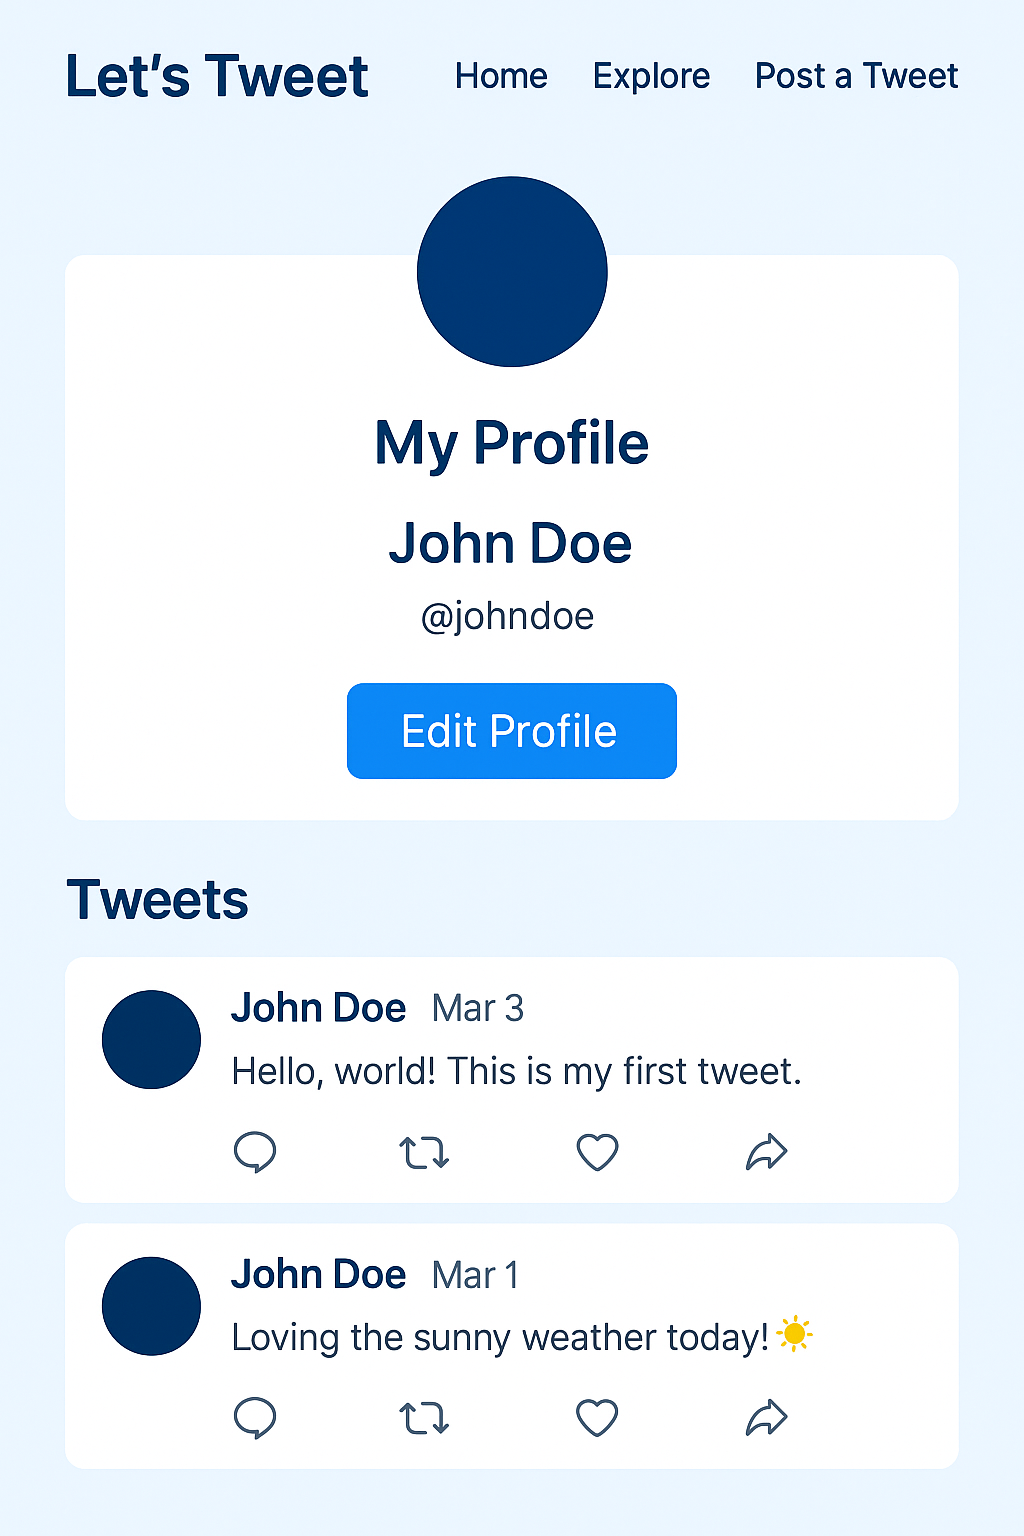 Let’s Tweet
Home Explore Post a Tweet
My Profile
John Doe
@johndoe
Edit Profile
Tweets
John Doe Mar 3
Hello, world! This is my first tweet.
John Doe Mar 1
Loving the sunny weather today!☀️